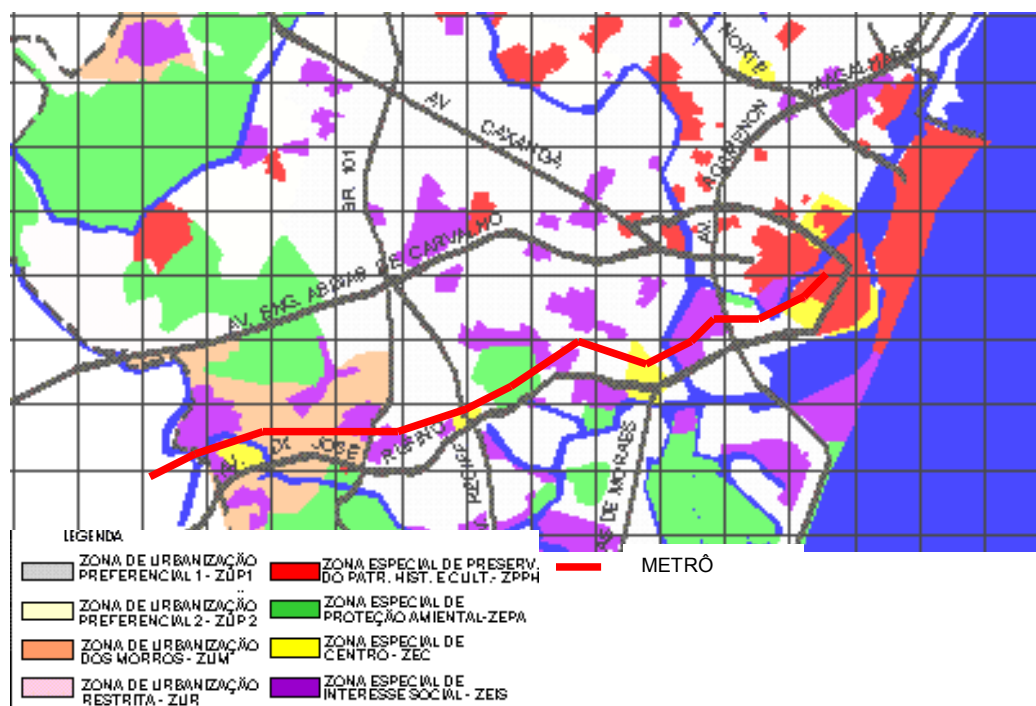 NORTE
MAGALHAES
AV. AGAMENON
AV CAXANGÁ
BR 101
AV. ENG. ABDIAS DE CARVALHO
AV. DR. JOSÉ RUFINO
RECIFE
AS DE MORAES
LEGENDA
ZONA DE URBANIZAÇÃO
PREFERENCIAL 1 - ZUP1
ZONA DE URBANIZAÇÃO
PREFERENCIAL 2 - ZUP 2
ZONA DE URBANIZAÇÃO
DOS MORROS - ZUM
ZONA DE URBANIZAÇÃO
RESTRITA - ZUR
ZONA ESPECIAL DE PRESERV.
DO PATR. HIST. E CULT.- ZPPH
ZONA ESPECIAL DE
PROTEÇÃO AMIENTAL-ZEPA
ZONA ESPECIAL DE
CENTRO - ZEC
ZONA ESPECIAL DE
INTERESSE SOCIAL - ZEIS
METRÔ